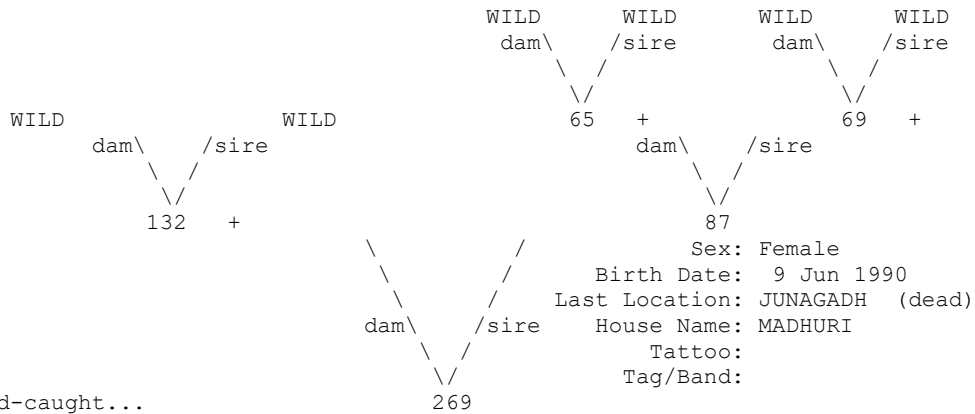 WILD WILD WILD WILD
dam\ /sire dam\ /sire
\ / \ /
\/ \/
WILD WILD 65 + 69 +
dam\ /sire dam\ /sire
\ / \ /
\/ \/
132 + 87
\ / Sex: Female
\ / Birth Date: 9 Jun 1990
\ / Last Location: JUNAGADH (dead)
dam\ /sire House Name: MADHURI
\ / Tattoo:
\/ Tag/Band:
d-caught... 269